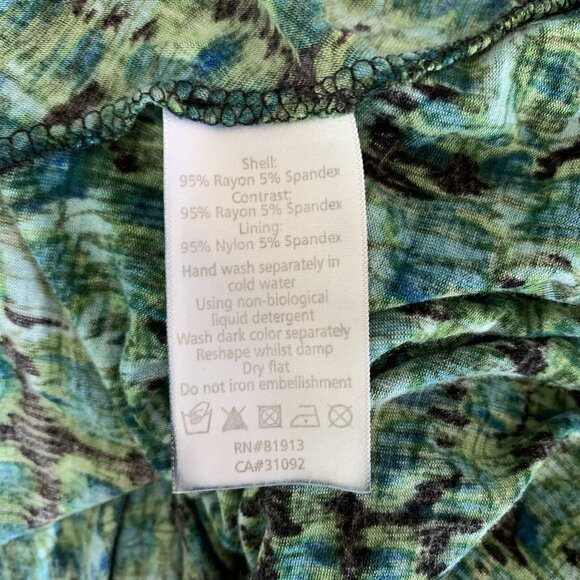 Shell:
95% Rayon 5% Spandex
Contrast:
95% Rayon 5% Spandex
Lining:
95% Nylon 5% Spandex
Hand wash separately in
cold water
Using non-biological
liquid detergent
Wash dark color separately
Reshape whilst damp
Dry flat
Do not iron embellishment
RN#81913
CA#31092